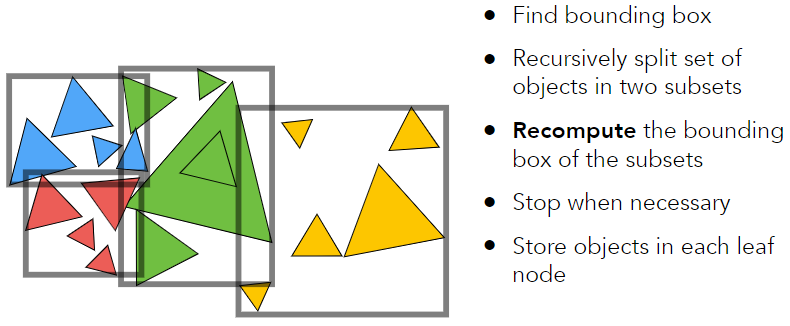 • Find bounding box
• Recursively split set of
objects in two subsets
• Recompute the bounding
box of the subsets
• Stop when necessary
• Store objects in each leaf
node